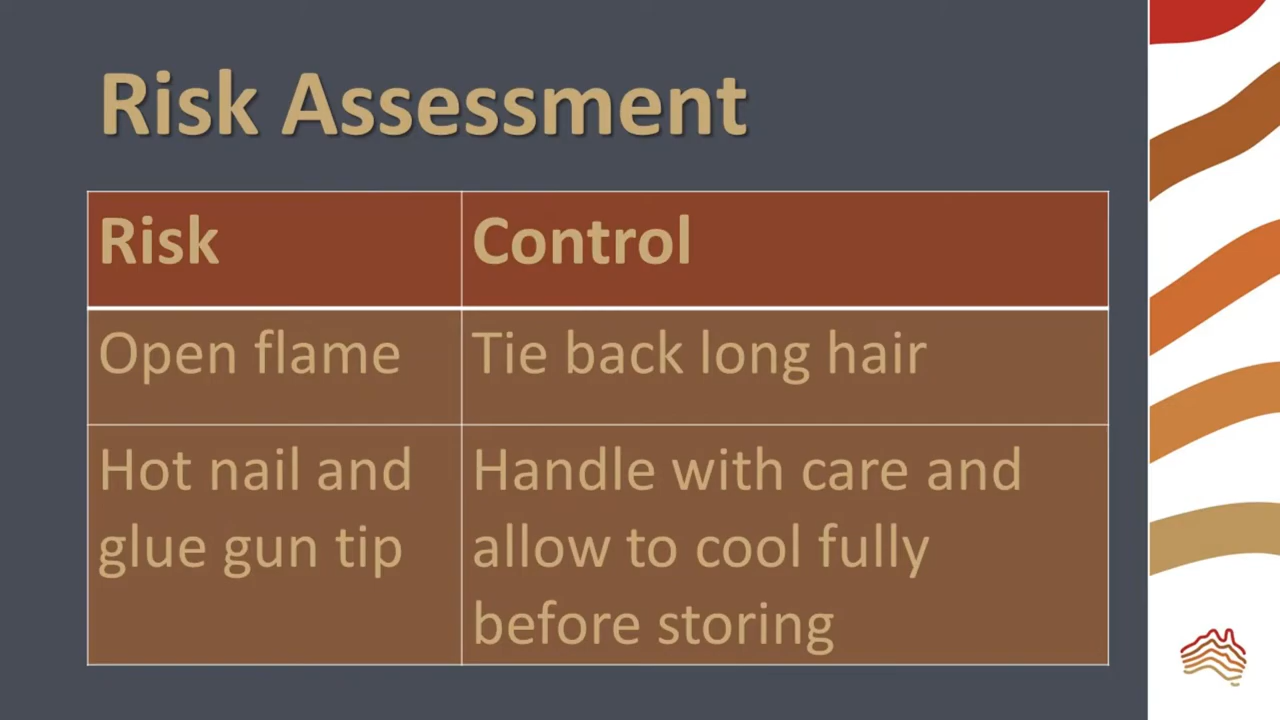 Risk Assessment
Risk
Control
Open flame
Tie back long hair
Hot nail and
glue gun tip
Handle with care and
allow to cool fully
before storing